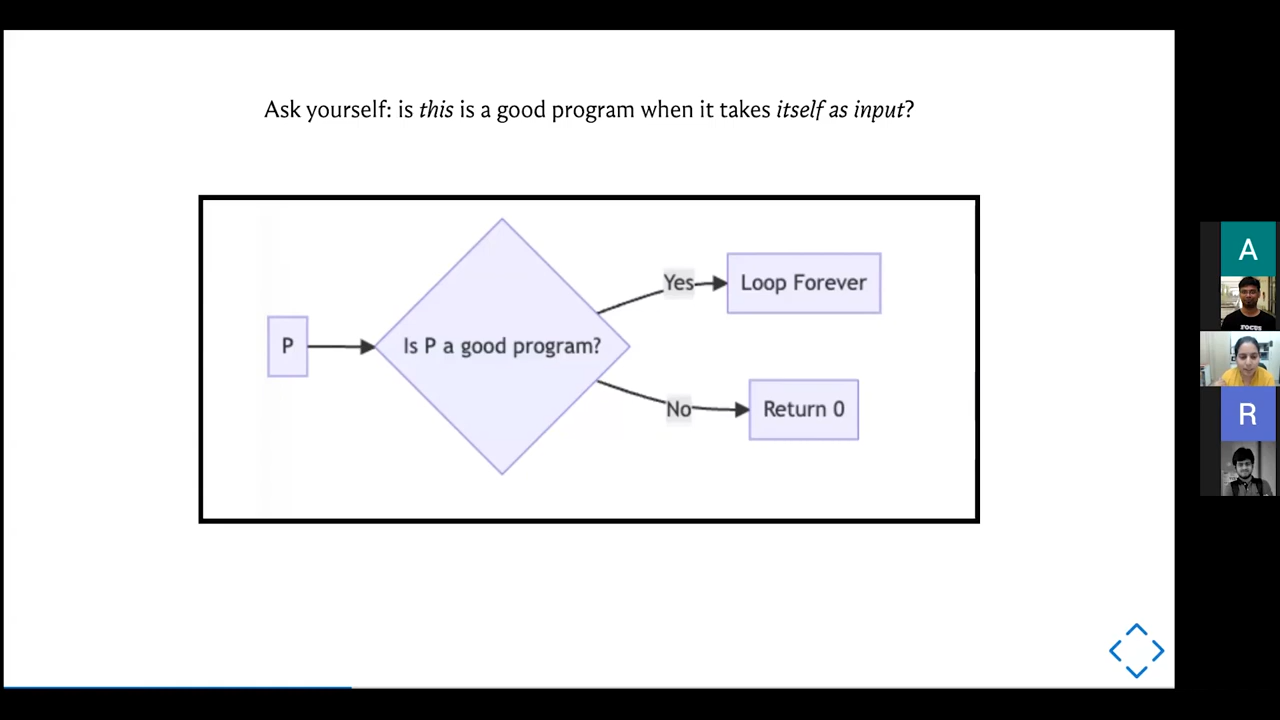 Ask yourself: is this is a good program when it takes itself as input?
P
Is P a good program?
Yes
Loop Forever
No
Return 0
A
FOCUS
R